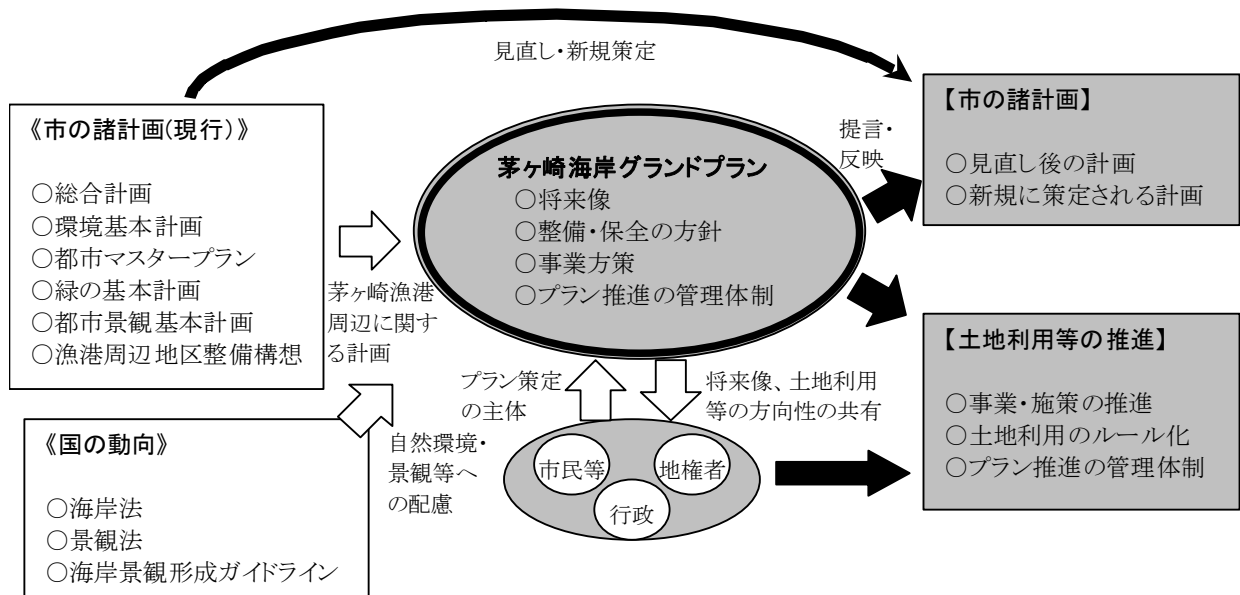 見直し・新規策定
《市の諸計画(現行)》
○総合計画
○環境基本計画
○都市マスタープラン
○緑の基本計画
○都市景観基本計画
○漁港周辺地区整備構想
《国の動向》
○海岸法
○景観法
○海岸景観形成ガイドライン
茅ヶ崎漁港
周辺に関す
る計画
自然環境・
景観等へ
の配慮
茅ヶ崎海岸グランドプラン
○将来像
○整備・保全の方針
○事業方策
○プラン推進の管理体制
プラン策定
の主体
将来像、土地利用
等の方向性の共有
市民等
地権者
行政
提言・
反映
【市の諸計画】
○見直し後の計画
○新規に策定される計画
【土地利用等の推進】
○事業・施策の推進
○土地利用のルール化
○プラン推進の管理体制